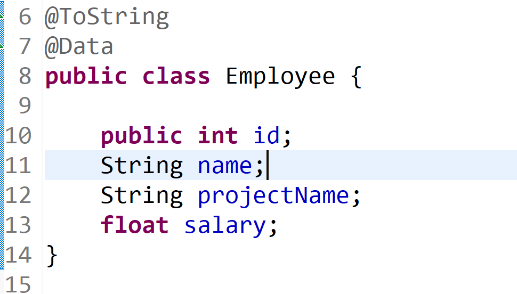 6 @ToString
7 @Data
8 public class Employee {
9
10     public int id;
11     String name;
12     String projectName;
13     float salary;
14 }
15